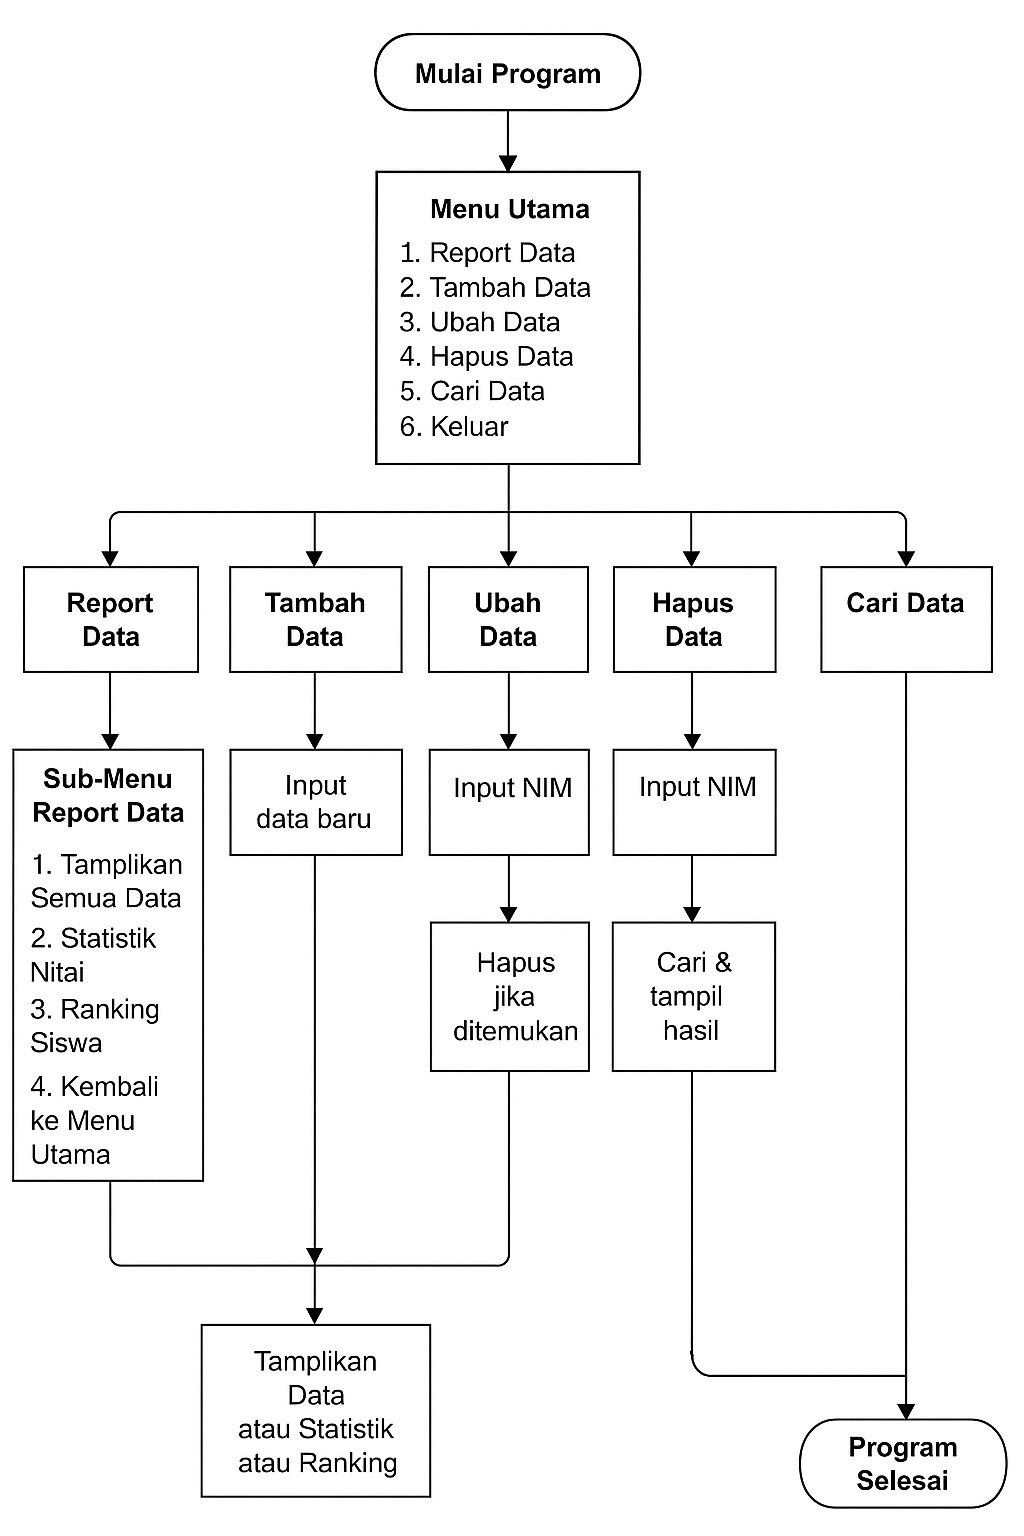 Mulai Program
Menu Utama
1. Report Data
2. Tambah Data
3. Ubah Data
4. Hapus Data
5. Cari Data
6. Keluar
Report
Data
Tambah
Data
Ubah
Data
Hapus
Data
Cari Data
Sub-Menu
Report Data
1. Tamplikan
Semua Data
2. Statistik
Nitai
3. Ranking
Siswa
4. Kembali
ke Menu
Utama
Input
data baru
Input NIM
Input NIM
Hapus
jika
ditemukan
Cari &
tampil
hasil
Tamplikan
Data
atau Statistik
atau Ranking
Program
Selesai